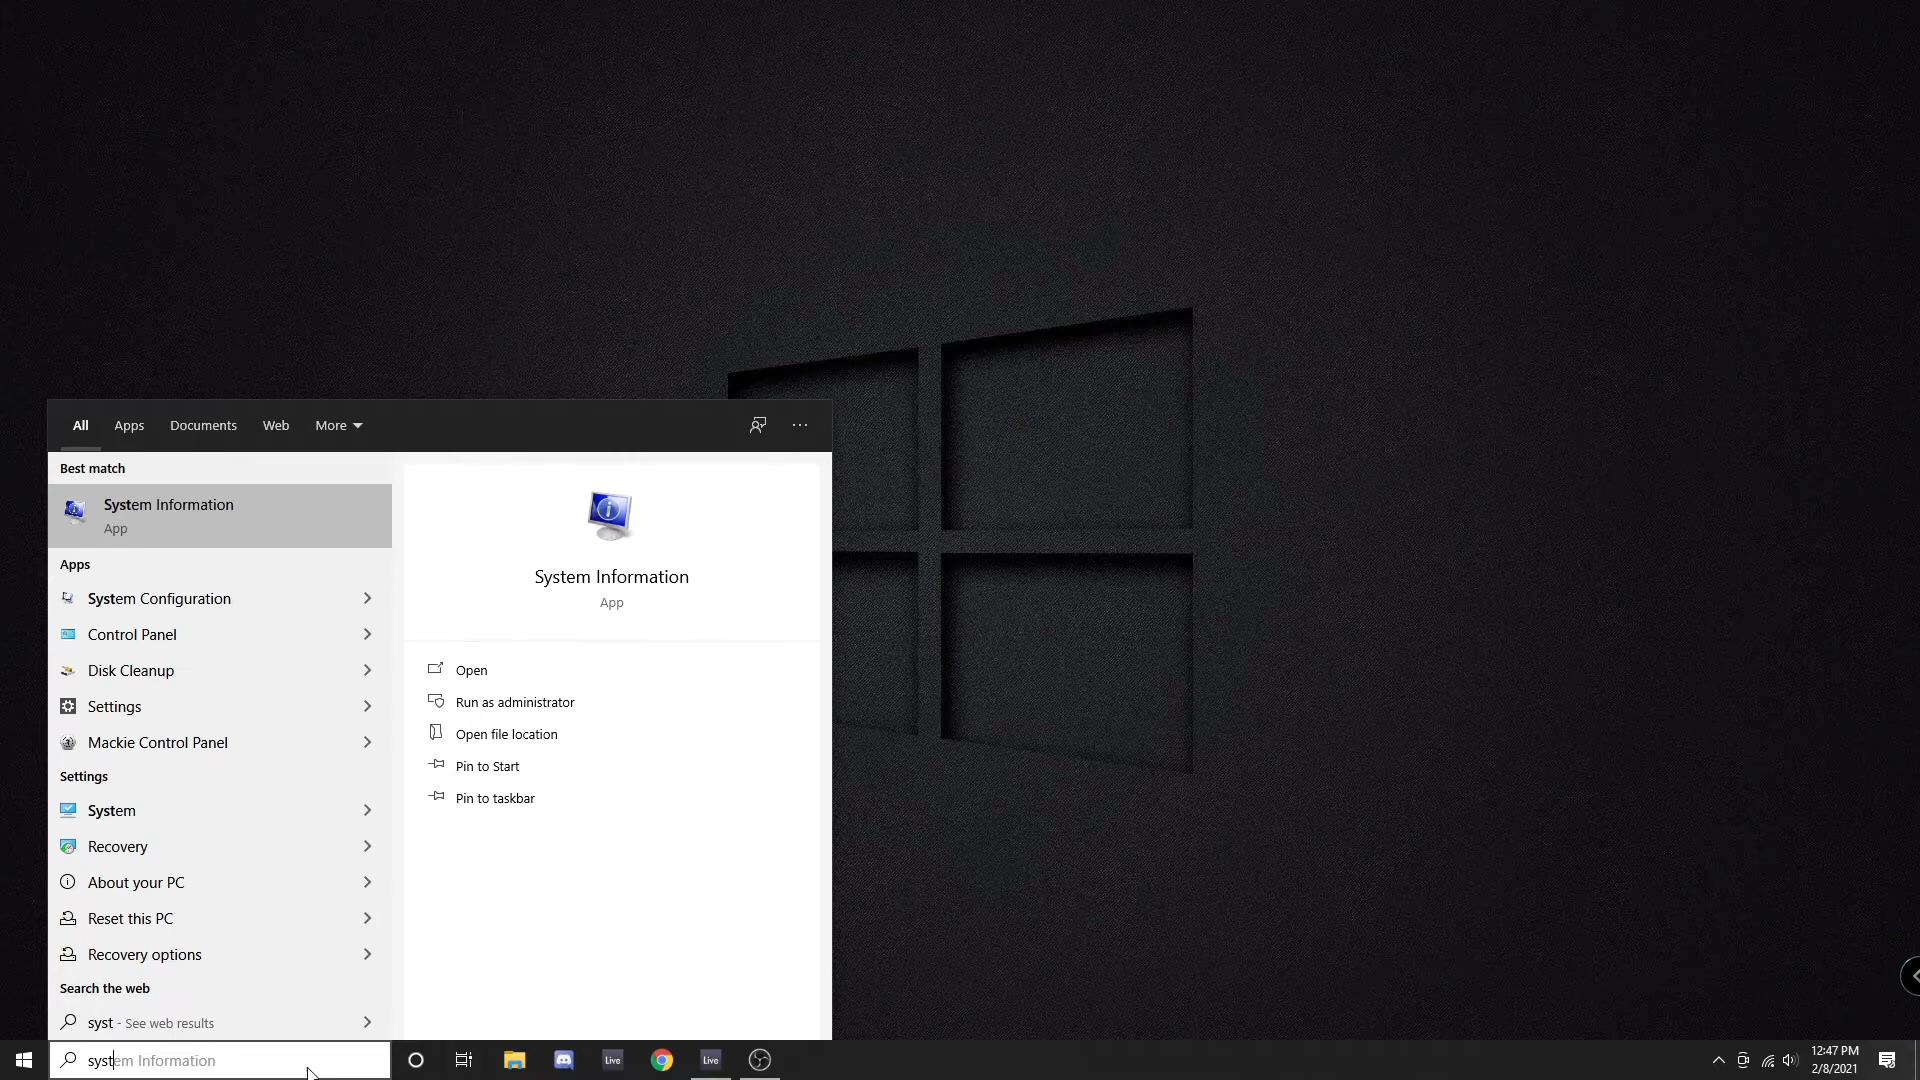 All Apps Documents Web More
Best match
System Information
App
Apps
System Configuration
Control Panel
Disk Cleanup
Settings
Mackie Control Panel
Settings
System
Recovery
About your PC
Reset this PC
Recovery options
Search the web
syst - See web results
System Information
App
Open
Run as administrator
Open file location
Pin to Start
Pin to taskbar
system Information
Live
Live
12:47 PM
2/8/2021